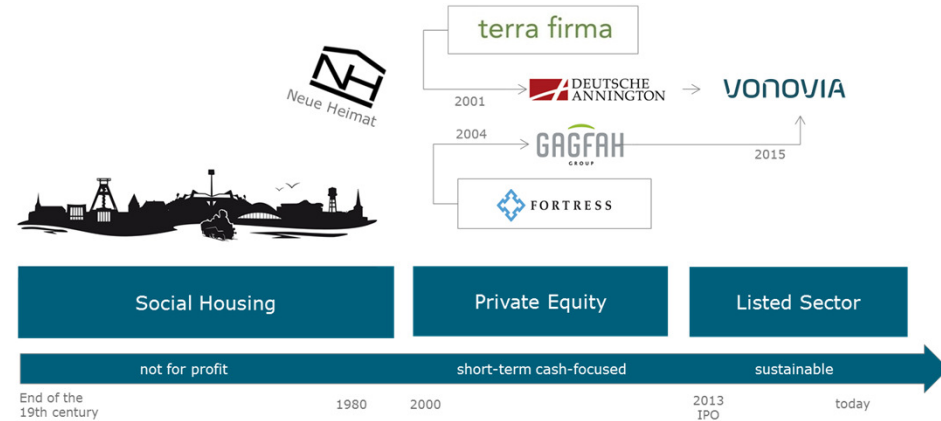 terra firma
NH
Neue Heimat
2001
DEUTSCHE
ANNINGTON
VONOVIA
2004
GAGFAH
GROUP
2015
FORTRESS
Social Housing
Private Equity
Listed Sector
not for profit
short-term cash-focused
sustainable
End of the
19th century
1980
2000
2013
IPO
today